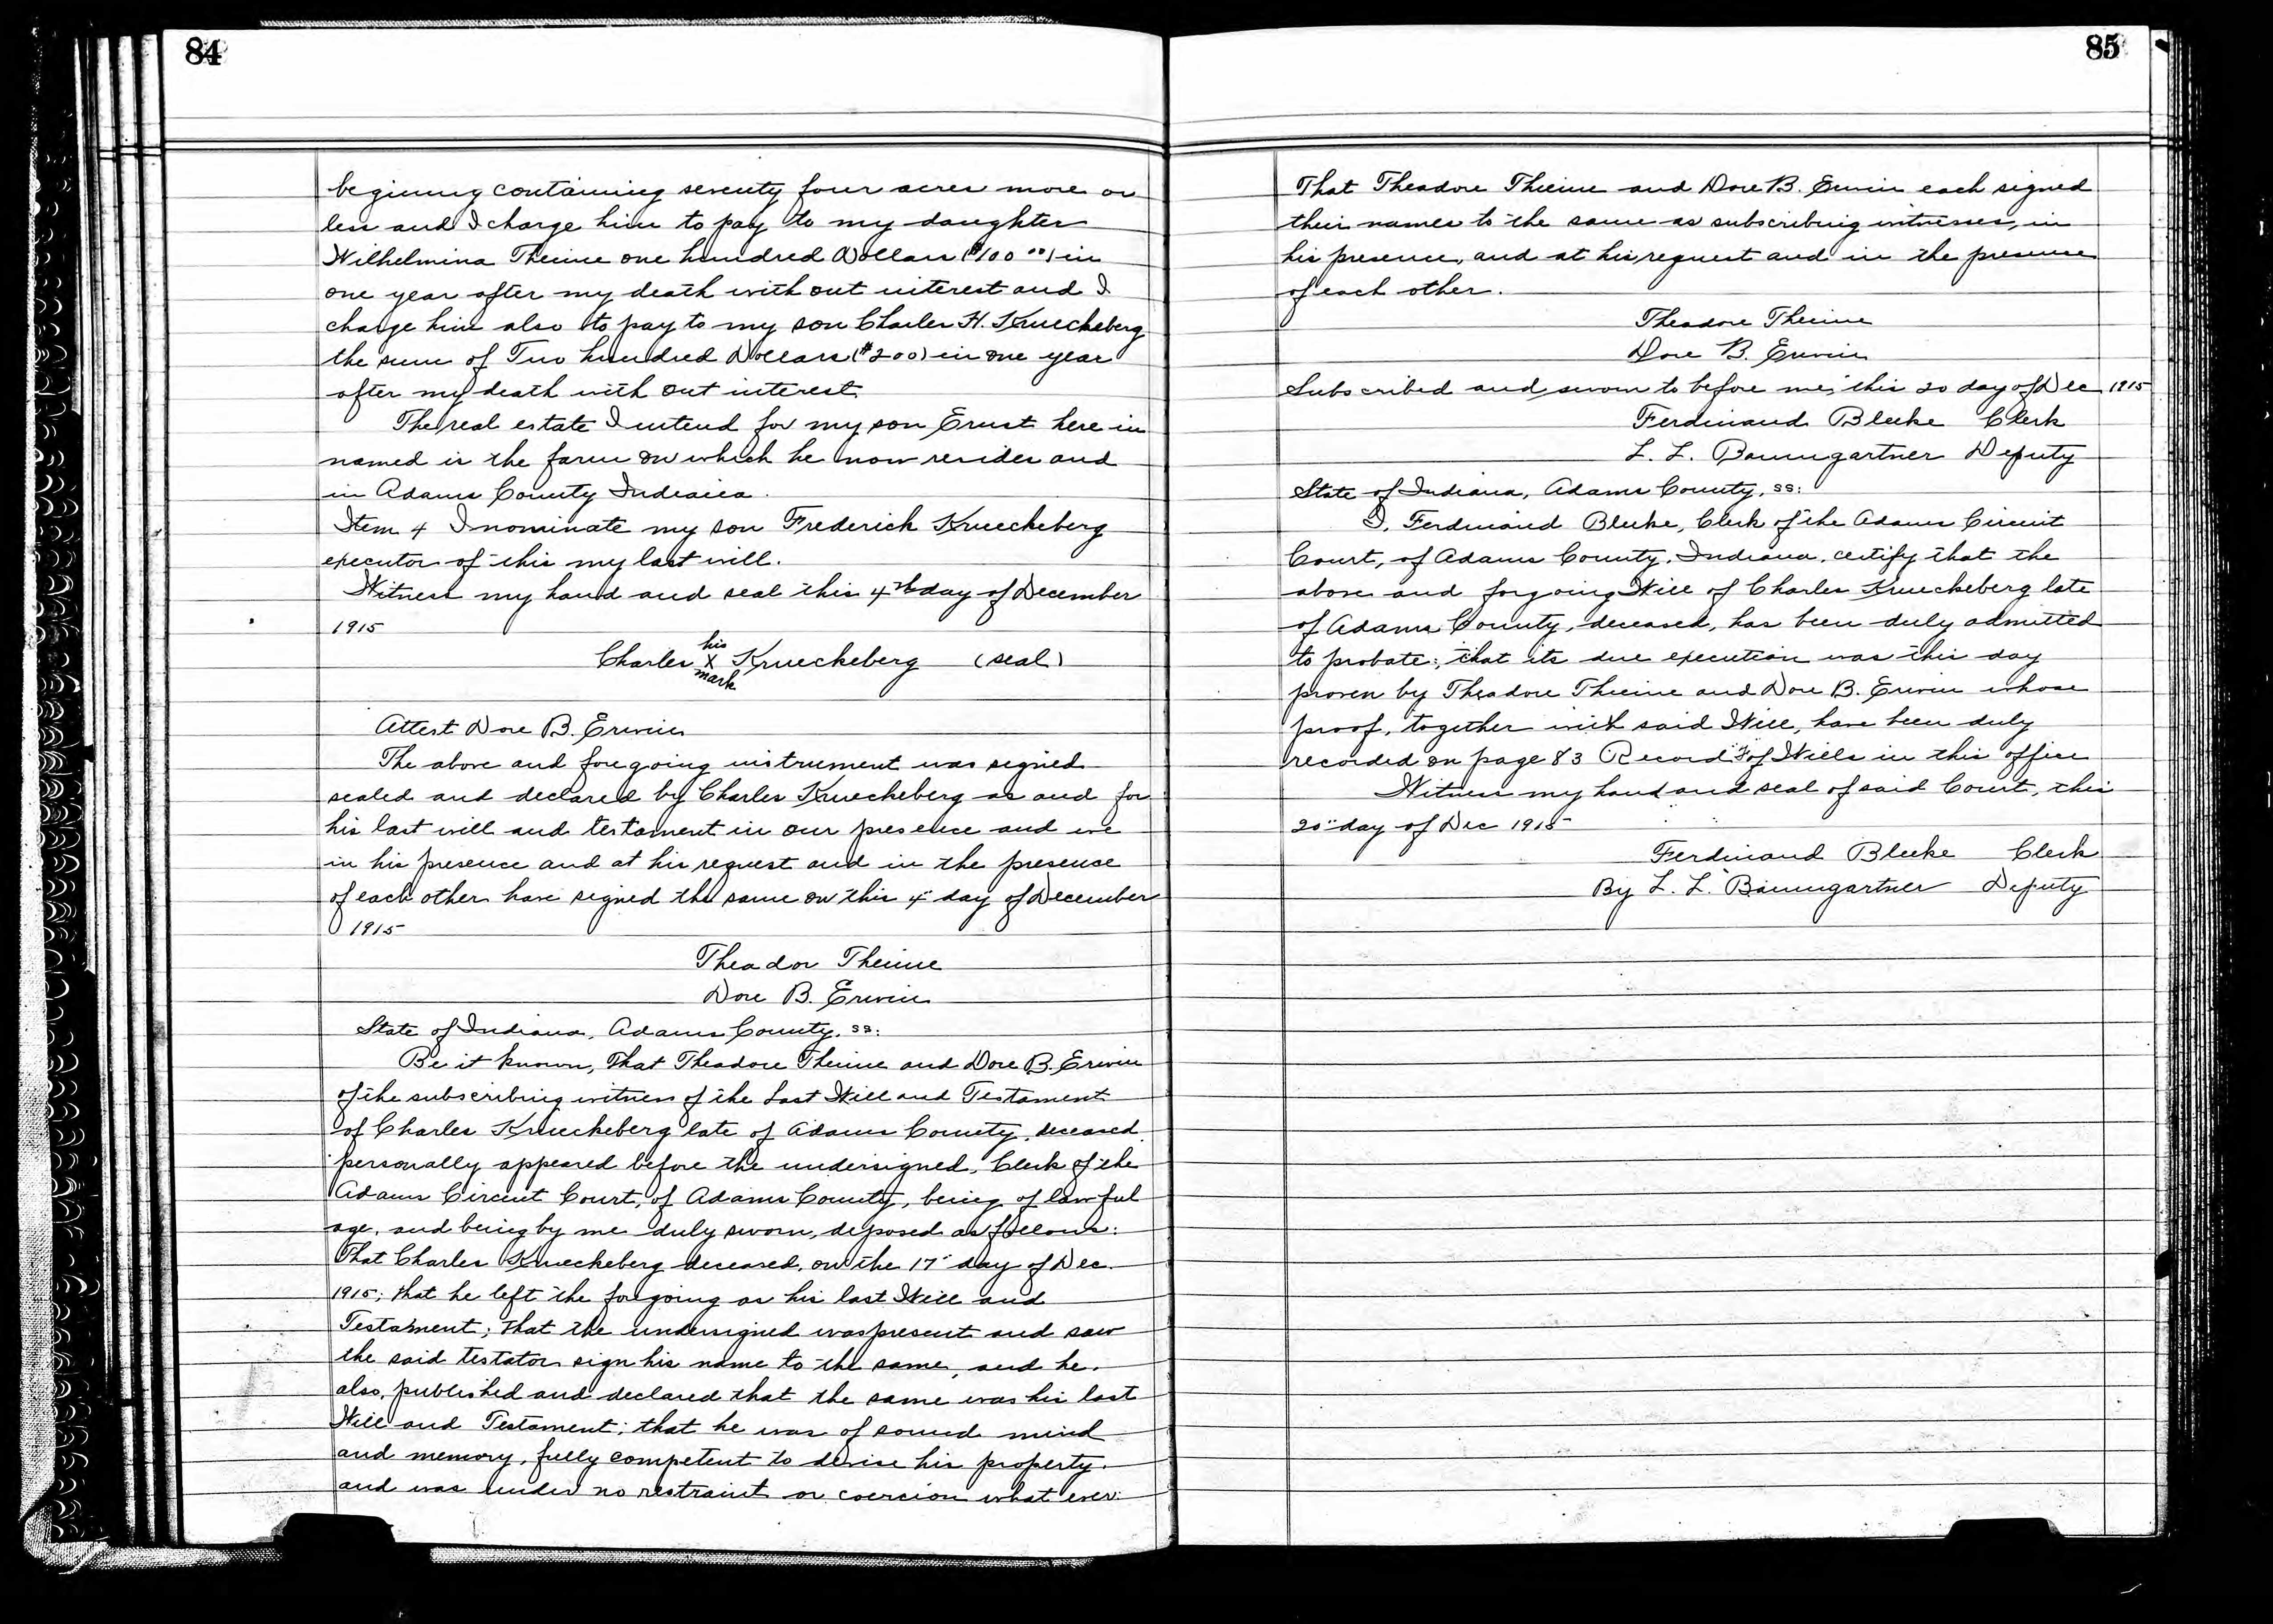 84
beginning containing seventy four acres more or
less and I charge him to pay to my daughter
Wilhelmina Thieme one hundred Dollars ($100 00) in
one year after my death with out interest and I
charge him also to pay to my son Charles H. Krueckeberg
the sum of Two hundred Dollars ($200) in one year
after my death with out interest.
The real estate I intend for my son Ernst here in
named is the farm on which he now resides and
in Adams County Indiana.
Item 4 I nominate my son Frederick Krueckeberg
executor of this my last will.
Witness my hand and seal this 4th day of December
1915
his
Charles X Krueckeberg (seal)
mark
Attest Dore B. Erwin
The above and foregoing instrument was signed
sealed and declared by Charles Krueckeberg as and for
his last will and testament in our presence and we
in his presence and at his request and in the presence
of each other have signed the same on this 4" day of December
1915
Theador Thieme
Dore B. Erwin
State of Indiana, Adams County, ss:
Be it known, That Theadore Thieme and Dore B. Erwin
of the subscribing witness of the Last Will and Testament
of Charles Krueckeberg late of Adams County, deceased,
personally appeared before the undersigned, Clerk of the
Adams Circuit Court, of Adams County, being of lawful
age, and being by me duly sworn, deposed as follows:
That Charles Krueckeberg deceased, on the 17" day of Dec.
1915; that he left the forgoing as his last Will and
Testament; that the undersigned was present and saw
the said testator sign his name to the same, and he
also, published and declared that the same was his last
Will and Testament; that he was of sound mind
and memory, fully competent to devise his property.
and was under no restraint or coercion what ever:
85
That Theadore Thieme and Dore B. Erwin each signed
their names to the same as subscribing witnesses, in
his presence, and at his request and in the presence
of each other.
Theadore Thieme
Dore B. Erwin
Subscribed and sworn to before me, this 20 day of Dec 1915
Ferdinand Bleeke Clerk
L. L. Baumgartner Deputy
State of Indiana, Adams County, ss:
I, Ferdinand Bleeke, Clerk of the Adams Circuit
Court, of Adams County, Indiana, certify that the
above and forgoing Will of Charles Krueckeberg late
of Adams County, deceased, has been duly admitted
to probate; that its due execution was this day
proven by Theadore Thieme and Dore B. Erwin whose
proof, together with said Will, have been duly
recorded on page 83 Record "F" of Wills in this office
Witness my hand and seal of said Court, this
20" day of Dec 1915
Ferdinand Bleeke Clerk
By L. L. Baumgartner Deputy